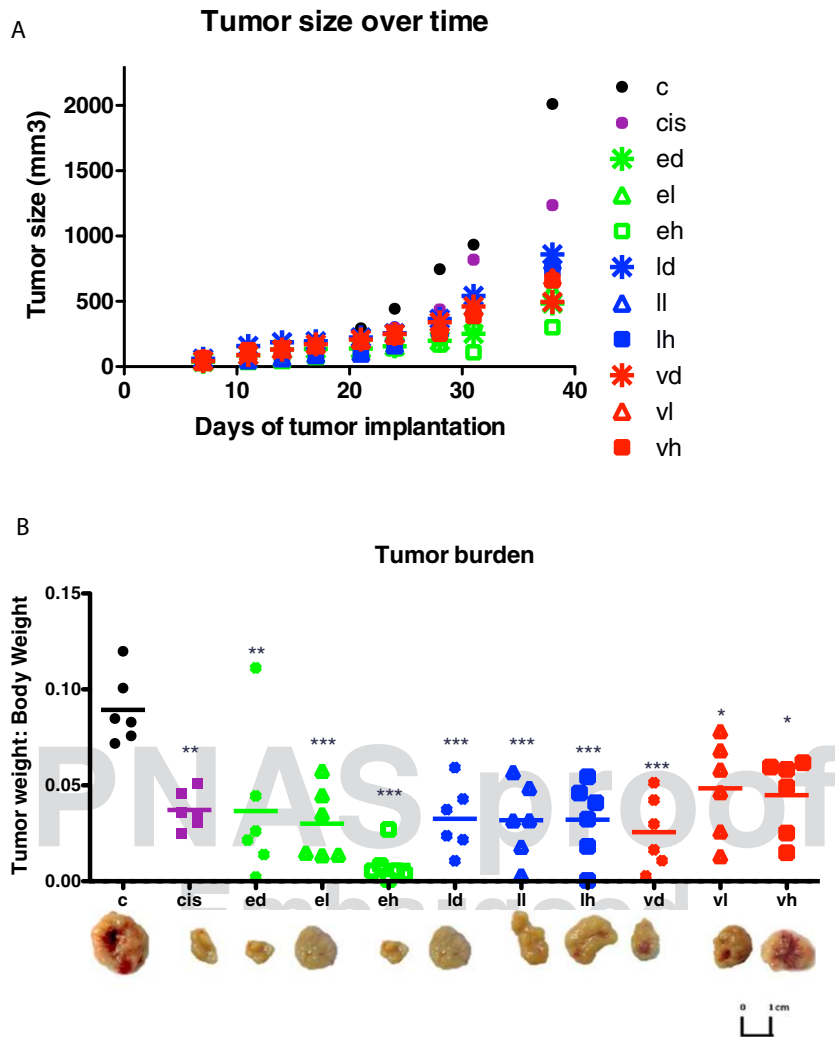 A
Tumor size over time
Tumor size (mm3)
2000
1500
1000
500
0
0 10 20 30 40
Days of tumor implantation
c
cis
ed
el
eh
ld
ll
lh
vd
vl
vh
B
Tumor burden
Tumor weight: Body Weight
0.15
0.10
0.05
0.00
** ** *** *** *** *** *** *** * *
PNAS proof
Embargoed
c cis ed el eh ld ll lh vd vl vh
0 1 cm